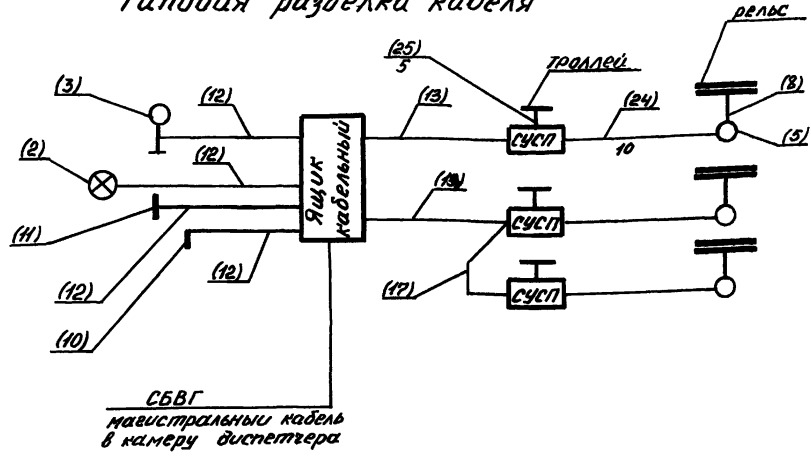 Типовая разделка кабеля
рельс
(25)
5
троллей
(3)
(12)
(13)
(24)
(8)
(2)
(12)
Ящик
кабельный
СУСП
10
(5)
(11)
СУСП
(12)
(12)
(17)
СУСП
(10)
СБВГ
магистральный кабель
в камеру диспетчера